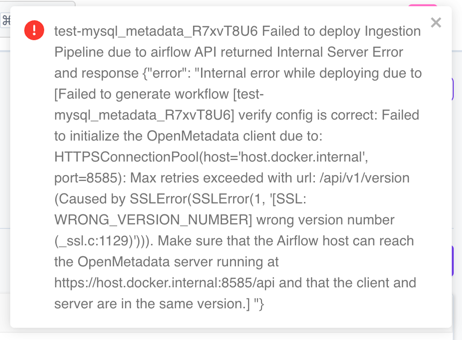 test-mysql_metadata_R7xvT8U6 Failed to deploy Ingestion
Pipeline due to airflow API returned Internal Server Error
and response {"error": "Internal error while deploying due to
[Failed to generate workflow [test-
mysql_metadata_R7xvT8U6] verify config is correct: Failed
to initialize the OpenMetadata client due to:
HTTPSConnectionPool(host='host.docker.internal',
port=8585): Max retries exceeded with url: /api/v1/version
(Caused by SSLError(SSLError(1, '[SSL:
WRONG_VERSION_NUMBER] wrong version number
(_ssl.c:1129)'))). Make sure that the Airflow host can reach
the OpenMetadata server running at
https://host.docker.internal:8585/api and that the client and
server are in the same version.] "}